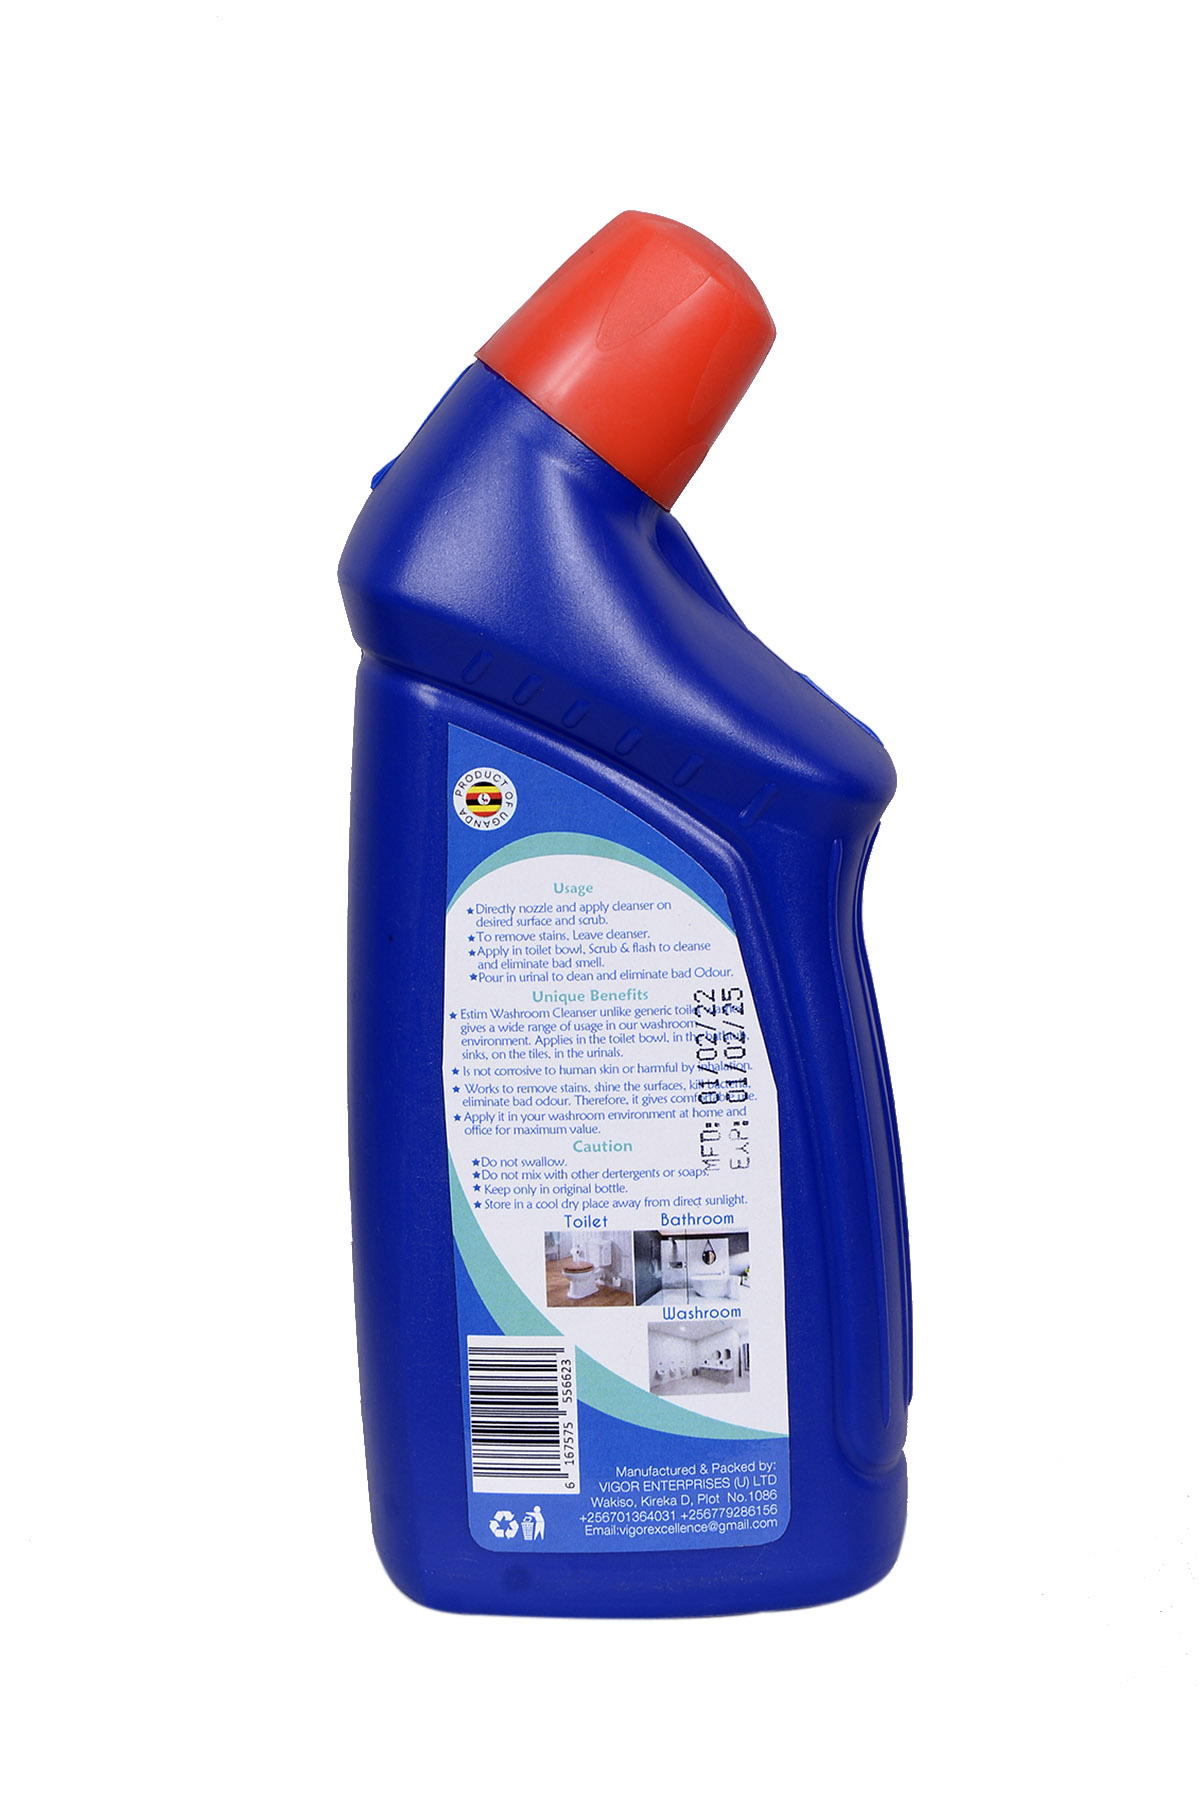 PRODUCT OF UGANDA
Usage
★Directly nozzle and apply cleanser on
desired surface and scrub.
★To remove stains, Leave cleanser.
★Apply in toilet bowl, Scrub & flash to cleanse
and eliminate bad smell.
★Pour in urinal to clean and eliminate bad Odour.
Unique Benefits
★ Estim Washroom Cleanser unlike generic
gives a wide range of usage in our washroom
environment. Applies in the toilet bowl, in the
sinks, on the tiles, in the urinals.
★ Is not corrosive to human skin or harmful by inhalation.
★ Works to remove stains, shine the surfaces, kill bacteria,
eliminate bad odour. Therefore, it gives comfortable use.
★Apply it in your washroom environment at home and
office for maximum value.
MFD: 01/02/22
EXP: 01/02/25
Caution
★Do not swallow.
★Do not mix with other dertergents or soaps.
★ Keep only in original bottle.
★ Store in a cool dry place away from direct sunlight.
Toilet Bathroom
Washroom
6 167575 556623
Manufactured & Packed by:
VIGOR ENTERPRISES (U) LTD
Wakiso, Kireka D, Plot No.1086
+256701364031 +256779286156
Email:vigorexcellence@gmail.com